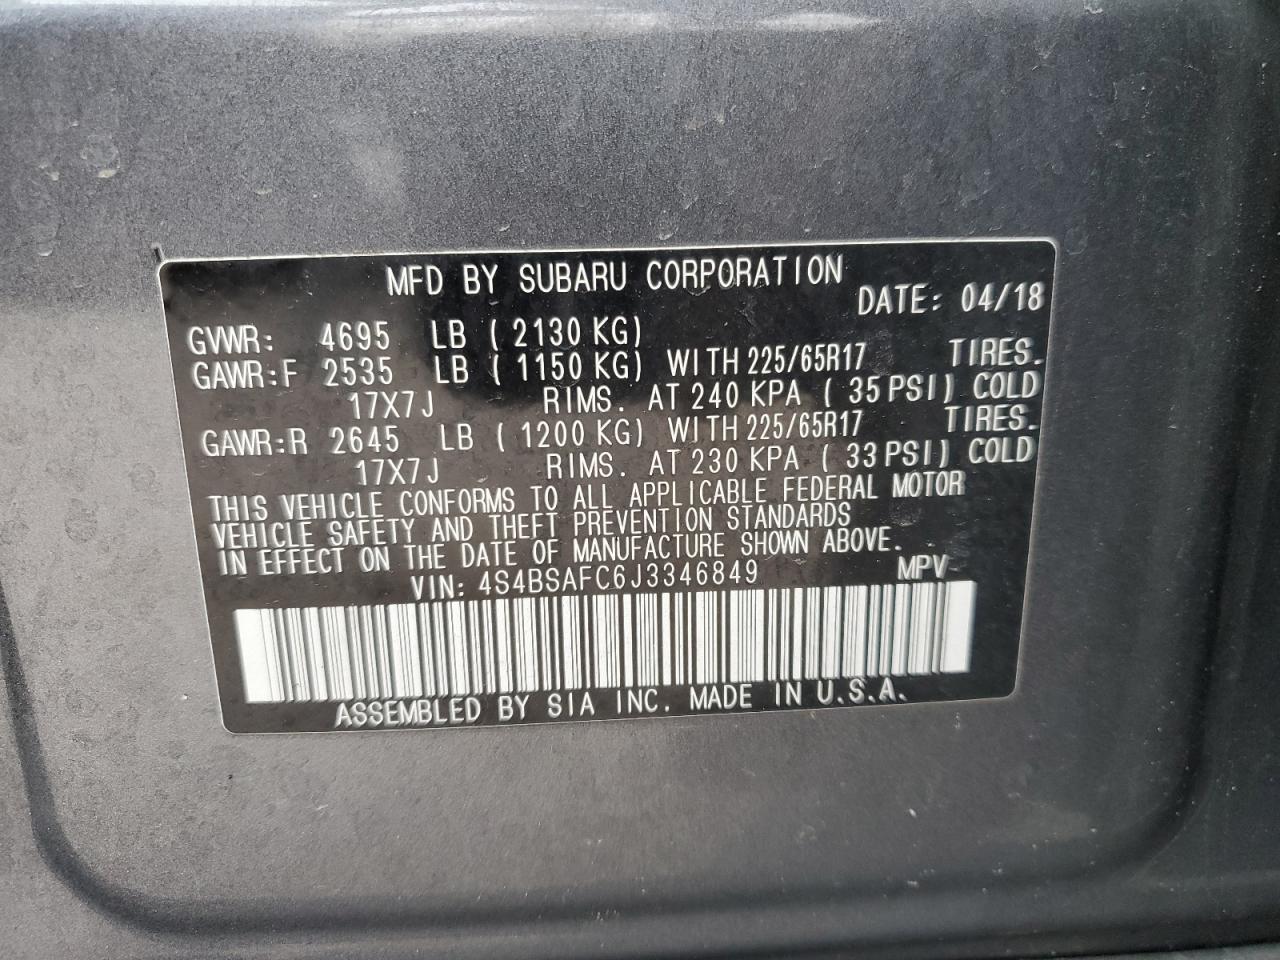 MFD BY SUBARU CORPORATION
DATE: 04/18
GVWR: 4695 LB ( 2130 KG)
GAWR:F 2535 LB ( 1150 KG) WITH 225/65R17 TIRES.
17X7J RIMS. AT 240 KPA ( 35 PSI) COLD
GAWR:R 2645 LB ( 1200 KG) WITH 225/65R17 TIRES.
17X7J RIMS. AT 230 KPA ( 33 PSI) COLD
THIS VEHICLE CONFORMS TO ALL APPLICABLE FEDERAL MOTOR
VEHICLE SAFETY AND THEFT PREVENTION STANDARDS
IN EFFECT ON THE DATE OF MANUFACTURE SHOWN ABOVE.
VIN: 4S4BSAFC6J3346849 MPV
ASSEMBLED BY SIA INC. MADE IN U.S.A.